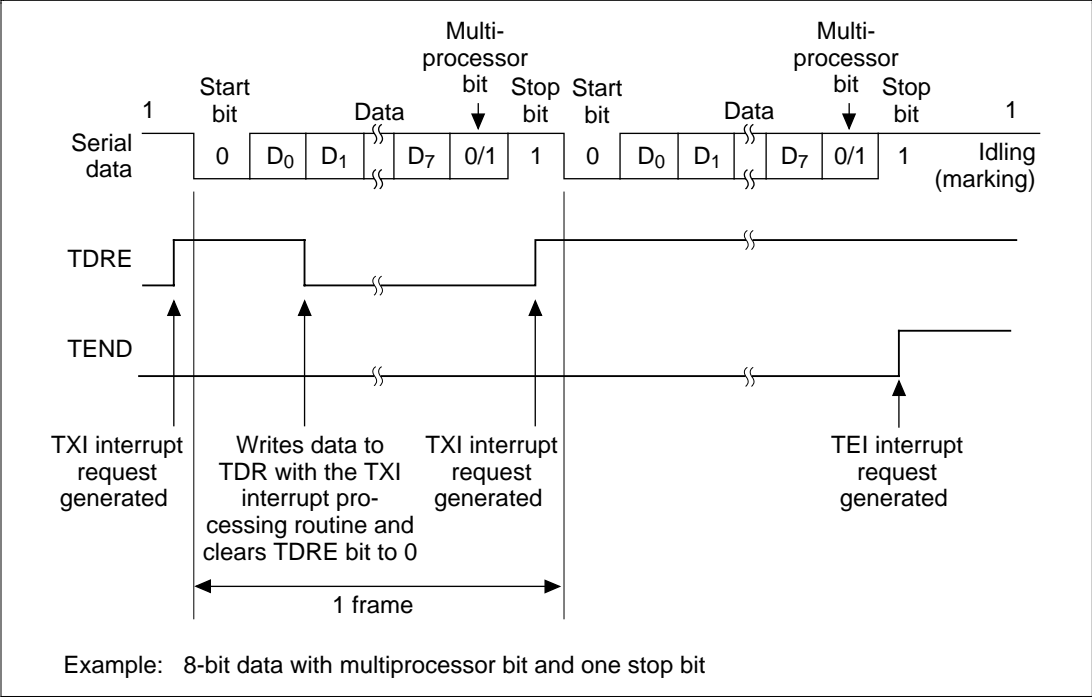 Multi-
processor
bit
Multi-
processor
bit
Start
bit
Stop
bit
Start
bit
Stop
bit
1
Data
Data
1
Serial
data
0
D0
D1
D7
0/1
1
0
D0
D1
D7
0/1
1
Idling
(marking)
TDRE
TEND
TXI interrupt
request
generated
Writes data to
TDR with the TXI
interrupt pro-
cessing routine and
clears TDRE bit to 0
TXI interrupt
request
generated
TEI interrupt
request
generated
1 frame
Example: 8-bit data with multiprocessor bit and one stop bit